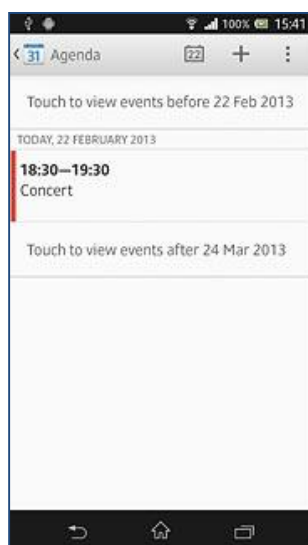 100% 15:41
31 Agenda 22
Touch to view events before 22 Feb 2013
TODAY, 22 FEBRUARY 2013
18:30—19:30
Concert
Touch to view events after 24 Mar 2013